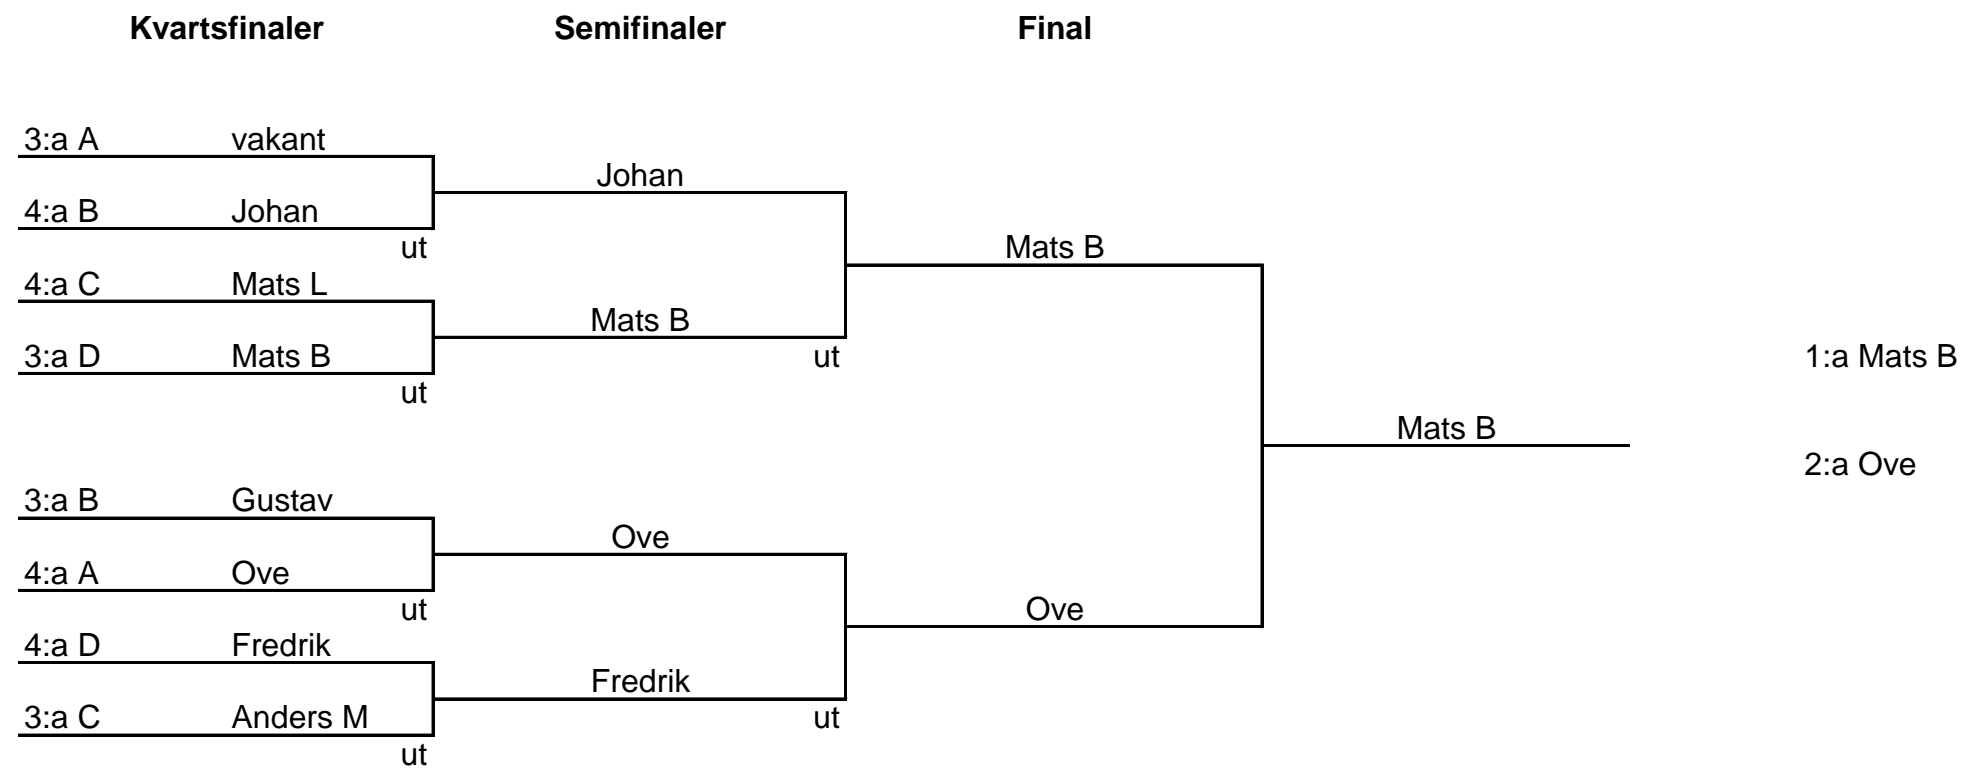 Kvartsfinaler Semifinaler Final
3:a A vakant
Johan
4:a B Johan
ut Mats B
4:a C Mats L
Mats B
3:a D Mats B ut 1:a Mats B
ut
Mats B
2:a Ove
3:a B Gustav
Ove
4:a A Ove
ut Ove
4:a D Fredrik
Fredrik
3:a C Anders M ut
ut